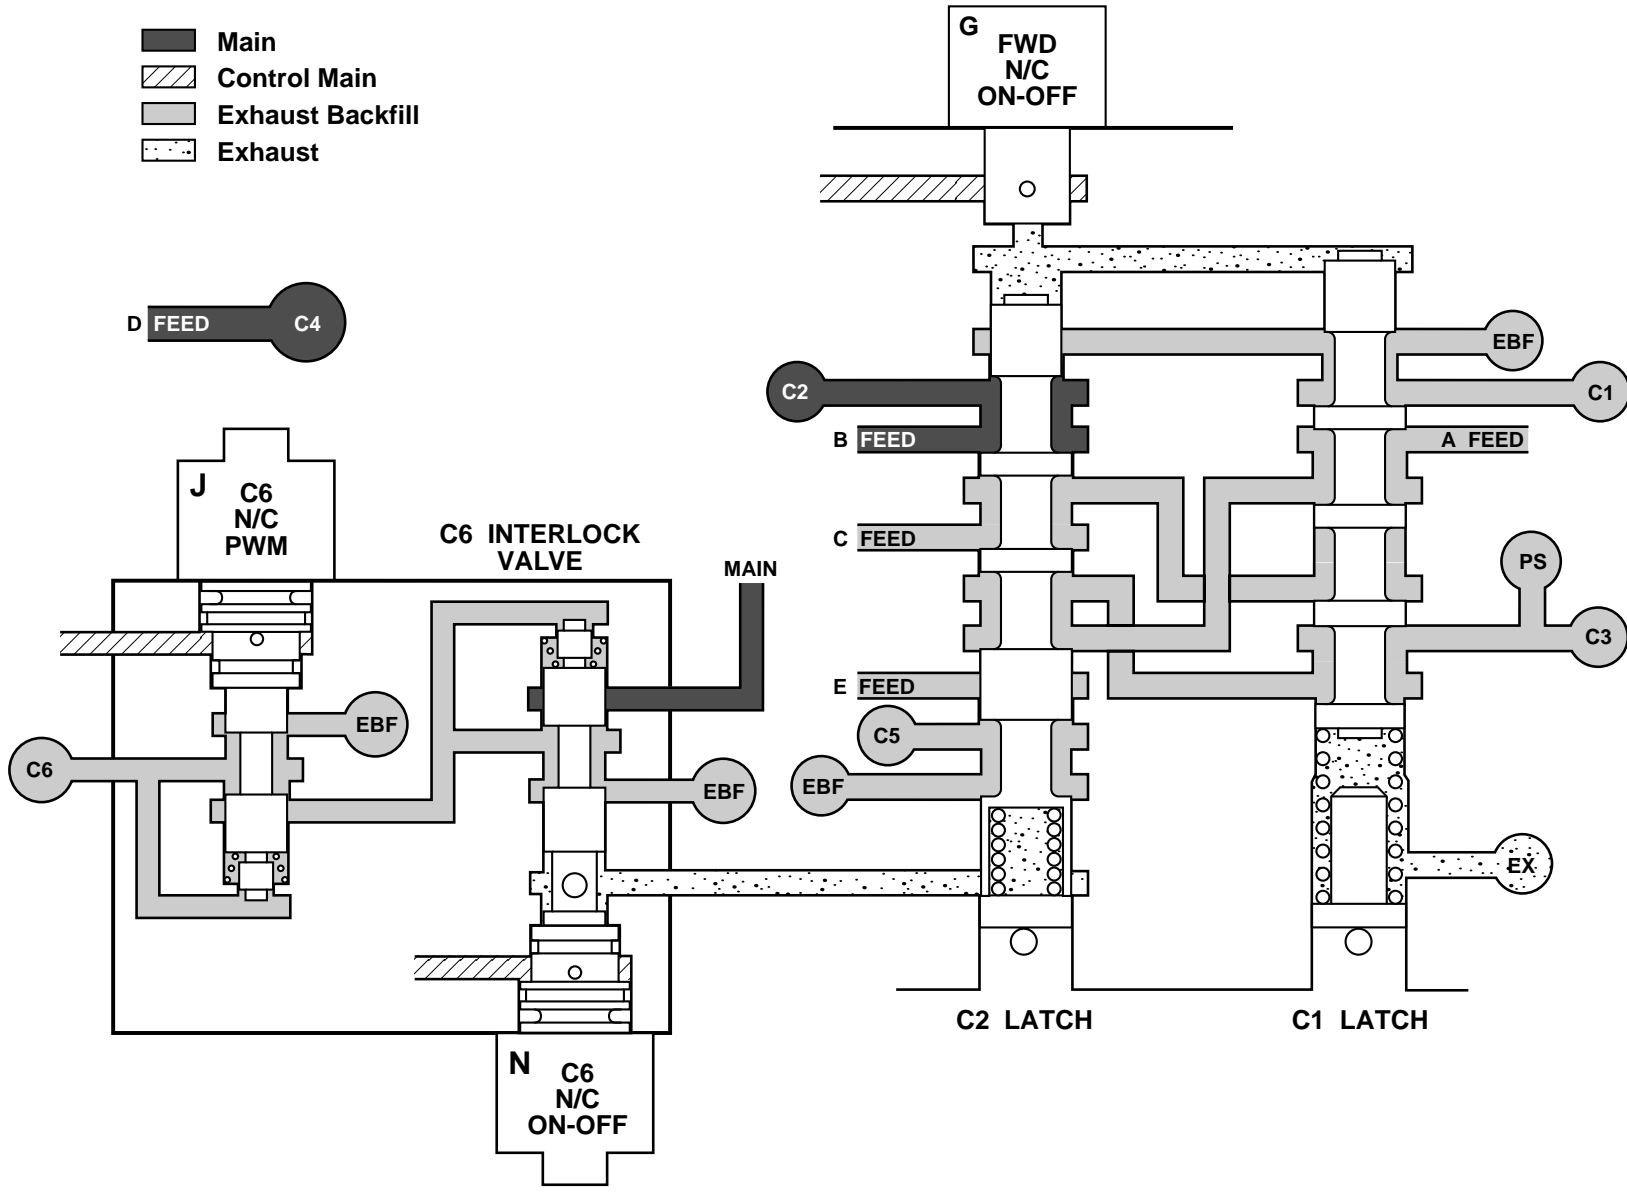 Main
Control Main
Exhaust Backfill
Exhaust
G
FWD
N/C
ON-OFF
D FEED C4
EBF
C2
C1
B FEED
A FEED
J
C6
N/C
PWM
C6 INTERLOCK
VALVE
C FEED
MAIN
PS
C3
E FEED
EBF
C5
C6
EBF
EBF
EX
C2 LATCH
C1 LATCH
N
C6
N/C
ON-OFF